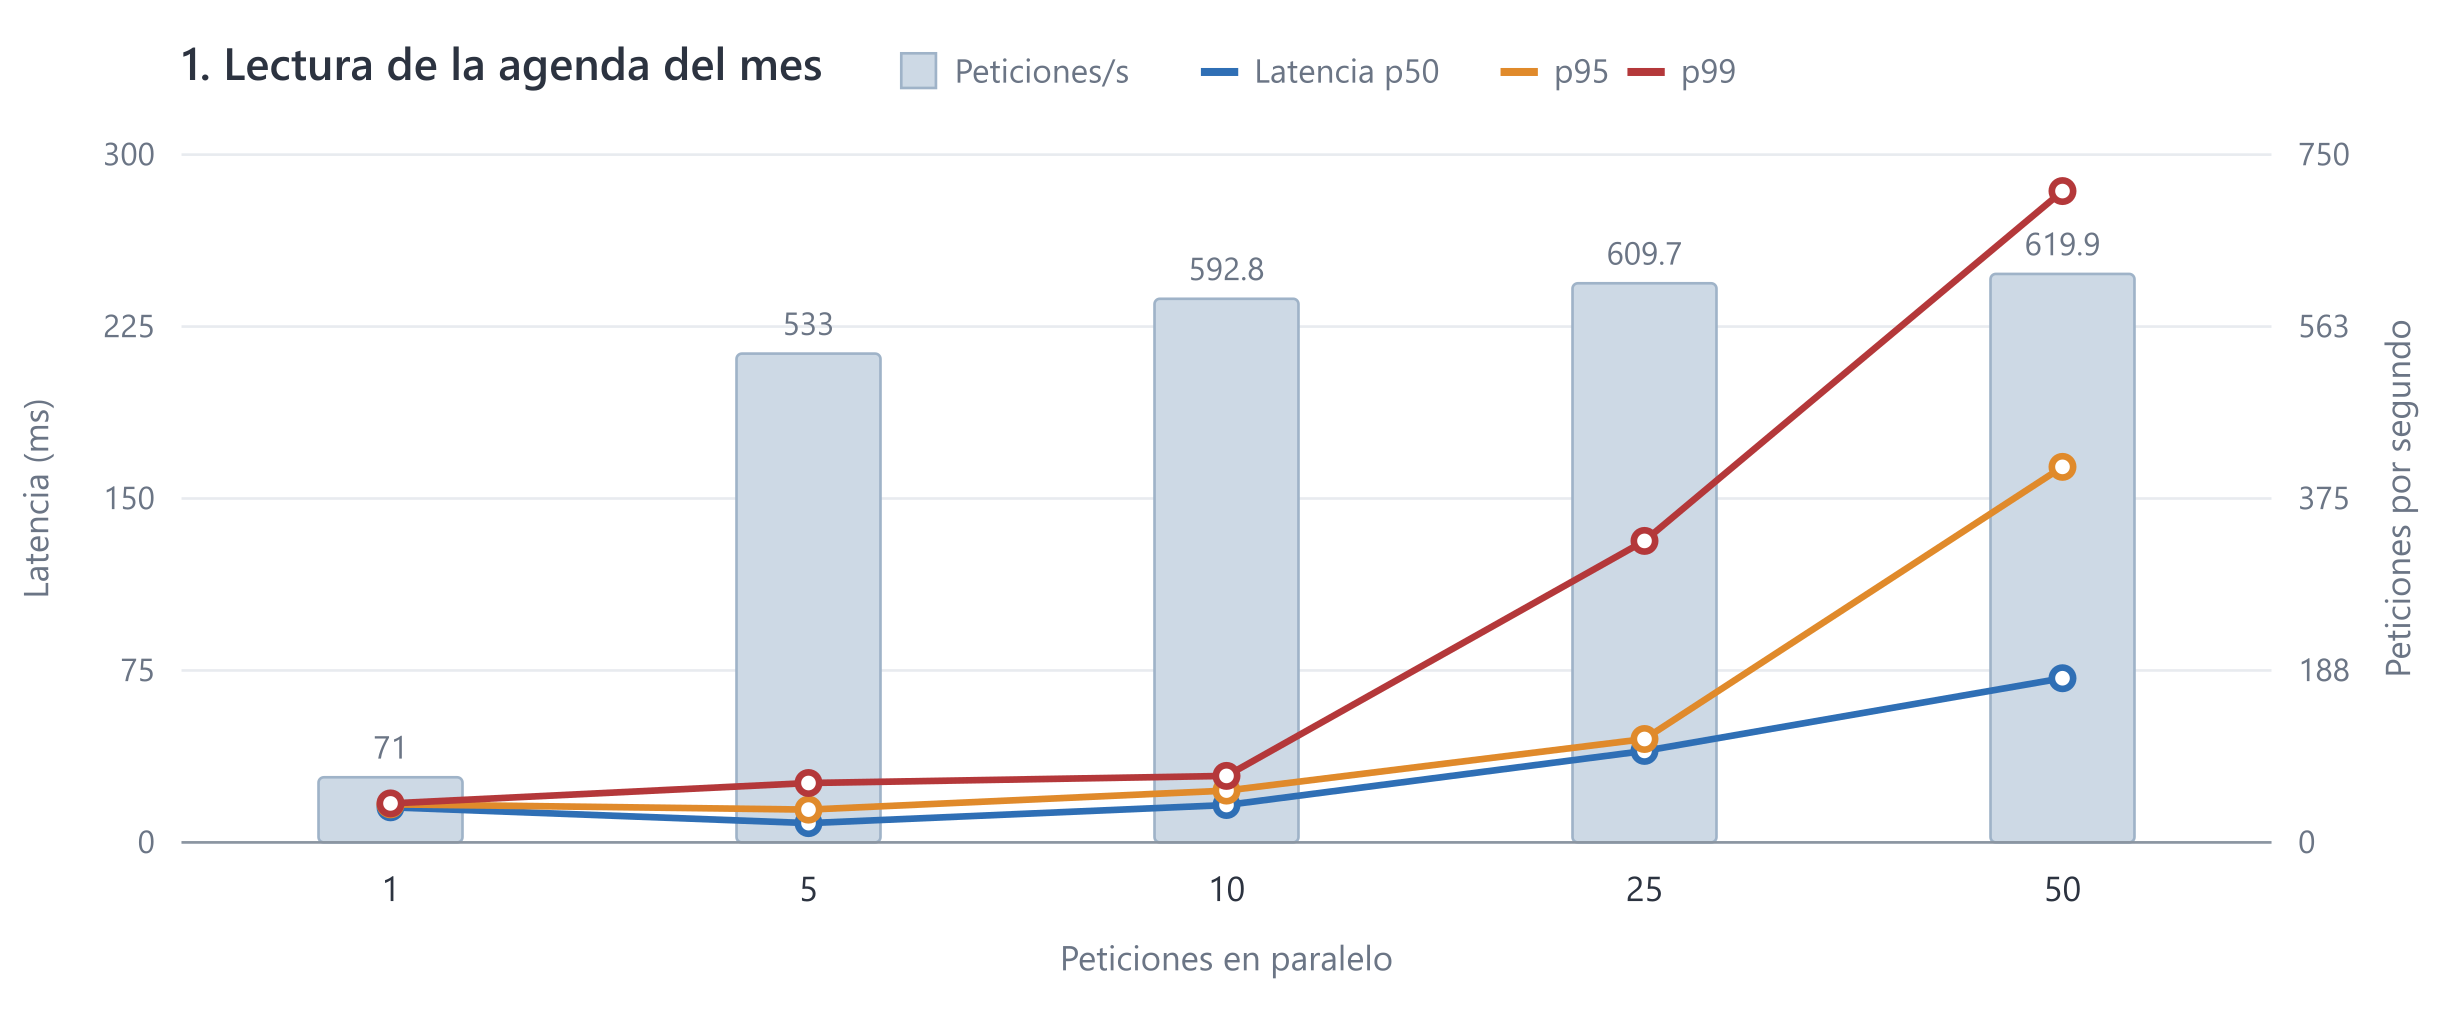 1. Lectura de la agenda del mes
Peticiones/s
Latencia p50
p95
p99
300
750
225
563
150
375
75
188
0
0
Latencia (ms)
Peticiones por segundo
71
533
592.8
609.7
619.9
1
5
10
25
50
Peticiones en paralelo